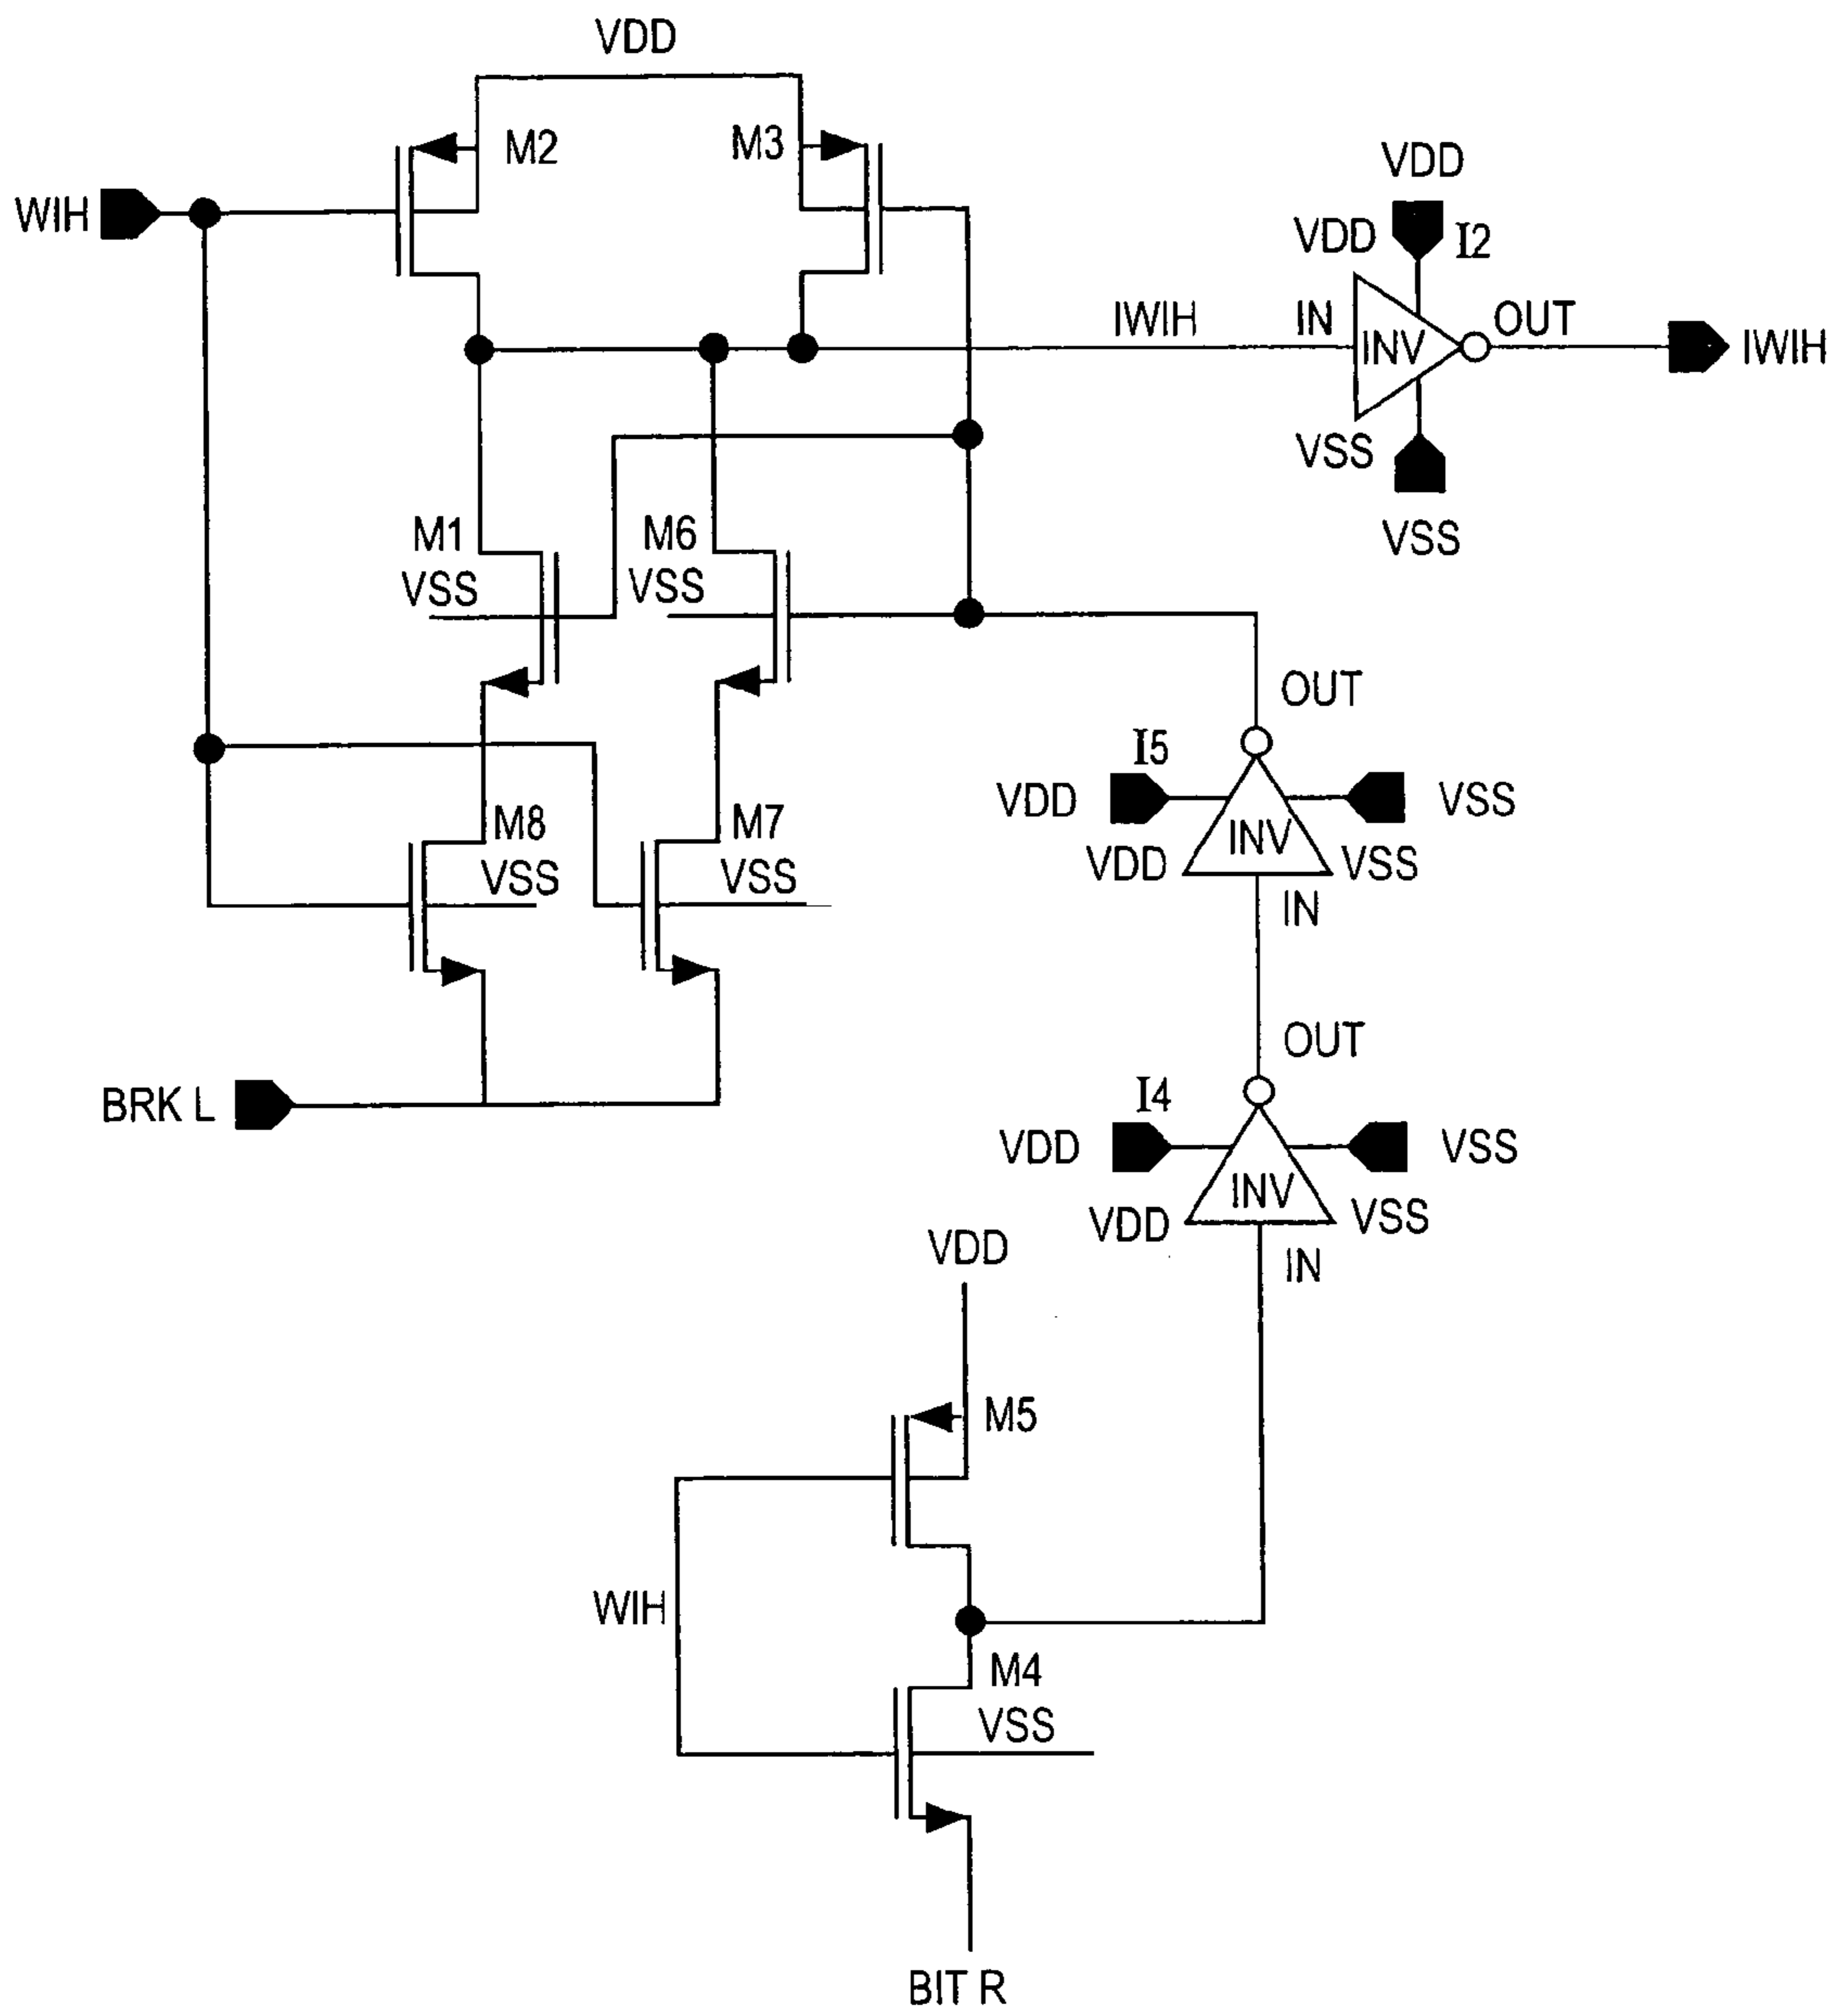 VDD
M2
M3
WIH
VDD
VDD
I2
IWIH
IN
INV
OUT
IWIH
VSS
VSS
M1
VSS
M6
VSS
OUT
I5
VDD
VSS
INV
VDD
VSS
IN
M8
VSS
M7
VSS
OUT
BRK L
I4
VDD
VSS
INV
VDD
VSS
IN
VDD
M5
WIH
M4
VSS
BIT R